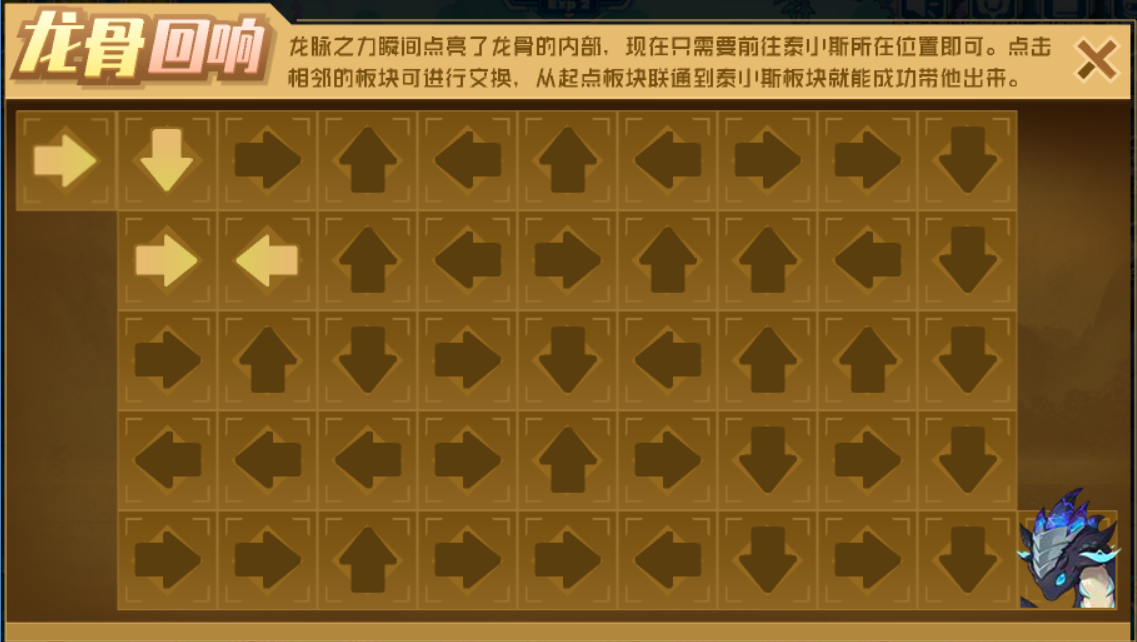 龙骨回响
龙脉之力瞬间点亮了龙骨的内部，现在只需要前往泰小斯所在位置即可。点击
相邻的板块可进行交换，从起点板块联通到泰小斯板块就能成功带他出来。